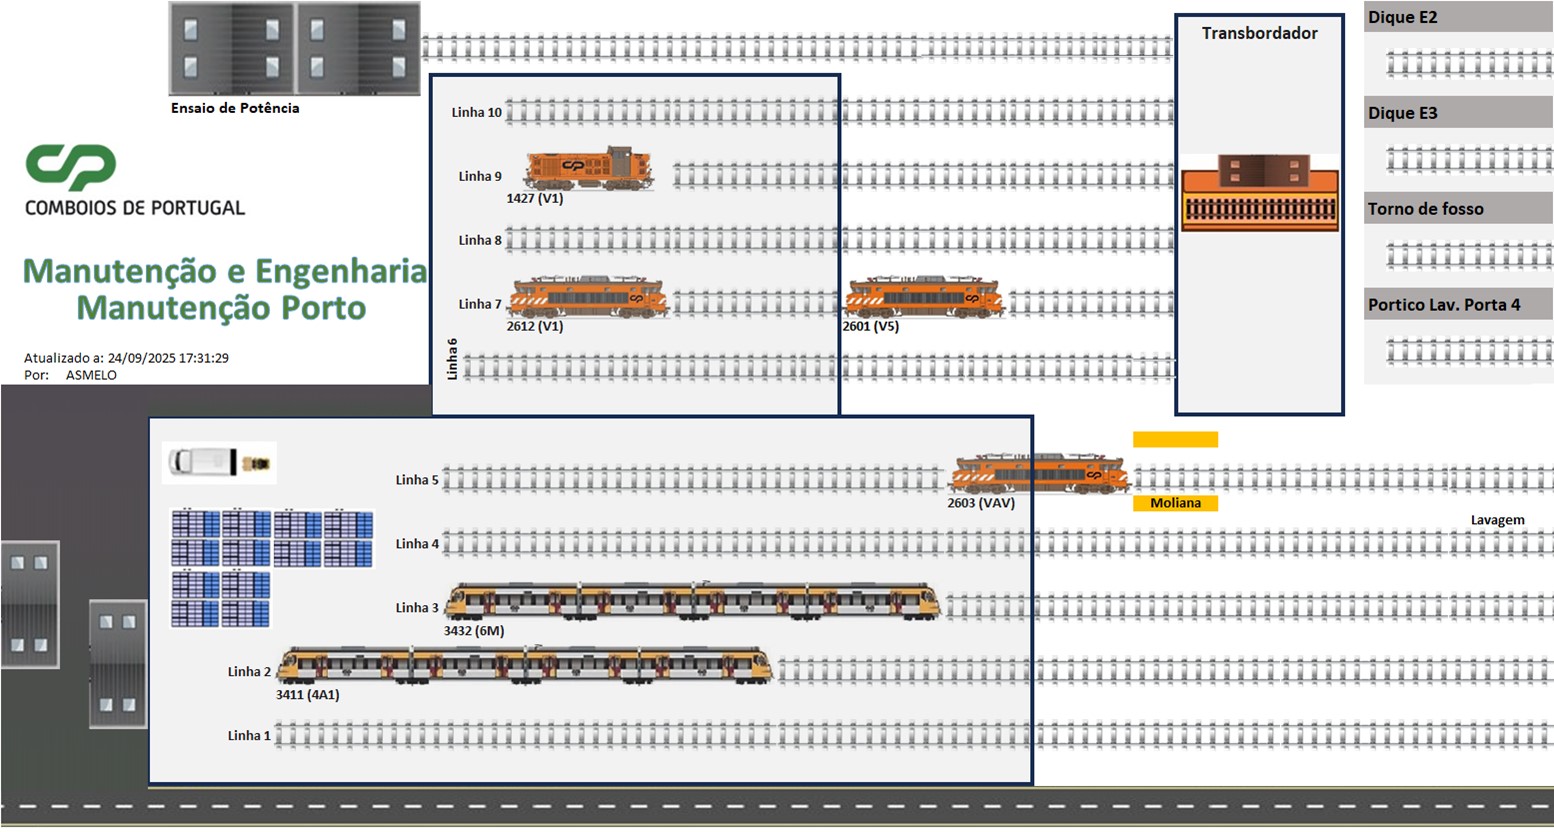 Ensaio de Potência
CP
COMBOIOS DE PORTUGAL
Manutenção e Engenharia
Manutenção Porto
Atualizado a: 24/09/2025 17:31:29
Por: ASMELO
Transbordador
Dique E2
Dique E3
Torno de fosso
Portico Lav. Porta 4
Linha 10
Linha 9
1427 (V1)
Linha 8
Linha 7
2612 (V1)
2601 (V5)
Linha 6
Linha 5
2603 (VAV)
Moliana
Lavagem
Linha 4
Linha 3
3432 (6M)
Linha 2
3411 (4A1)
Linha 1